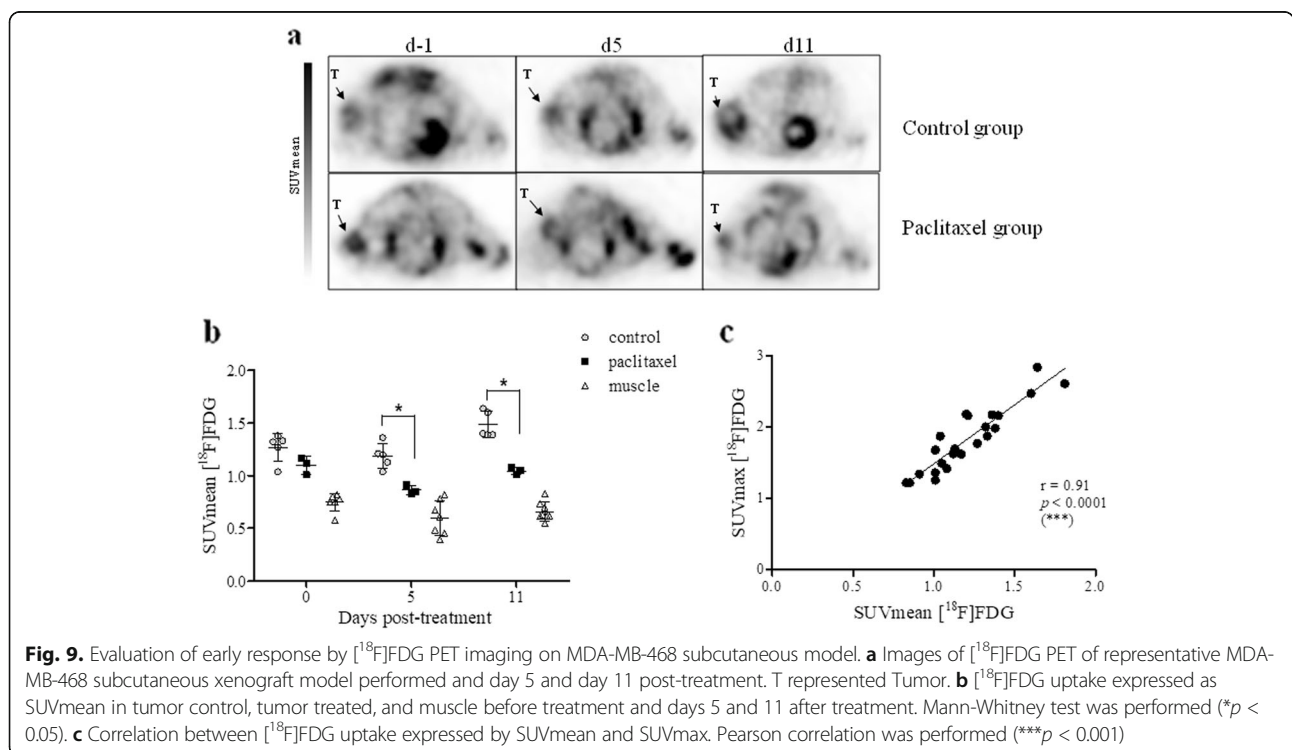 a
d-1 d5 d11
T T T
Control group
SUVmean
T T T
Paclitaxel group
b
control
paclitaxel
muscle
*
*
2.0
1.5
1.0
0.5
0.0
SUVmean [¹⁸F]FDG
0 5 11
Days post-treatment
c
3
2
1
0
SUVmax [¹⁸F]FDG
r = 0.91
p < 0.0001
(***)
0.0 0.5 1.0 1.5 2.0
SUVmean [¹⁸F]FDG
Fig. 9. Evaluation of early response by [¹⁸F]FDG PET imaging on MDA-MB-468 subcutaneous model. a Images of [¹⁸F]FDG PET of representative MDA-
MB-468 subcutaneous xenograft model performed and day 5 and day 11 post-treatment. T represented Tumor. b [¹⁸F]FDG uptake expressed as
SUVmean in tumor control, tumor treated, and muscle before treatment and days 5 and 11 after treatment. Mann-Whitney test was performed (*p <
0.05). c Correlation between [¹⁸F]FDG uptake expressed by SUVmean and SUVmax. Pearson correlation was performed (***p < 0.001)